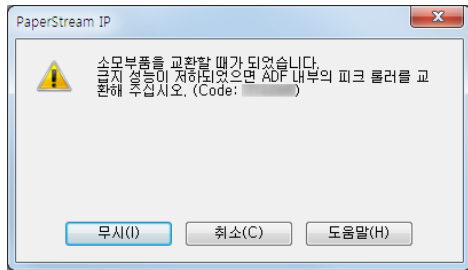 PaperStream IP
소모부품을 교환할 때가 되었습니다.
급지 성능이 저하되었으면 ADF 내부의 피크 롤러를 교
환해 주십시오. (Code: )
무시(I)
취소(C)
도움말(H)